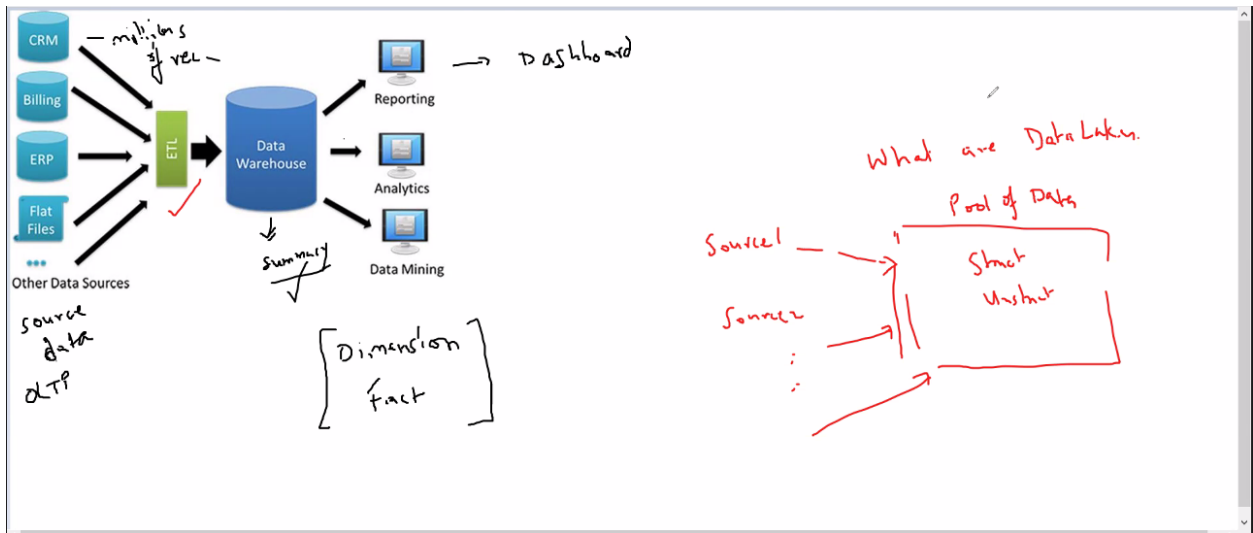 CRM
– millions
of rec –
Billing
ERP
Flat
Files
Other Data Sources
source
data
OLTP
ETL
Data
Warehouse
summary
Reporting
Dashboard
Analytics
Data Mining
Dimension
Fact
What are DataLakes.
Pool of Data
Source1
Source2
Struct
Unstruct